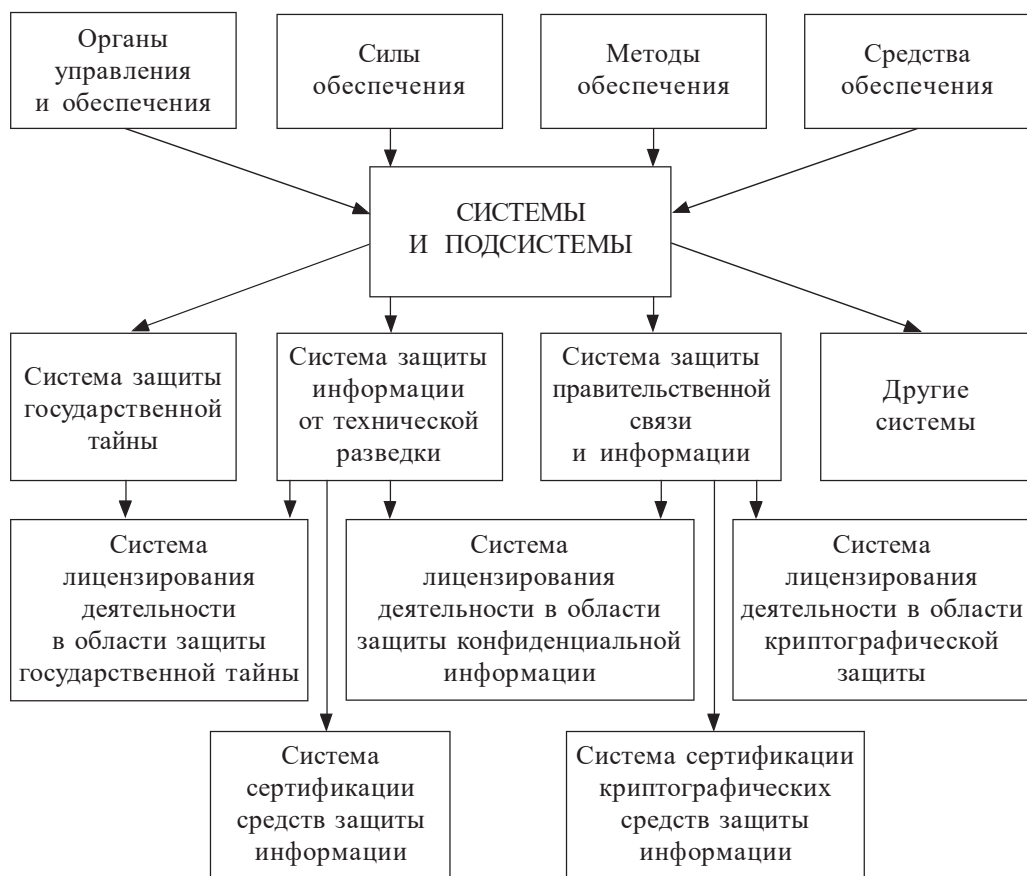 Органы
управления
и обеспечения
Силы
обеспечения
Методы
обеспечения
Средства
обеспечения
СИСТЕМЫ
И ПОДСИСТЕМЫ
Система защиты
государственной
тайны
Система защиты
информации
от технической
разведки
Система защиты
правительственной
связи
и информации
Другие
системы
Система
лицензирования
деятельности
в области защиты
государственной тайны
Система
лицензирования
деятельности в области
защиты конфиденциальной
информации
Система
лицензирования
деятельности в области
криптографической
защиты
Система
сертификации
средств защиты
информации
Система сертификации
криптографических
средств защиты
информации